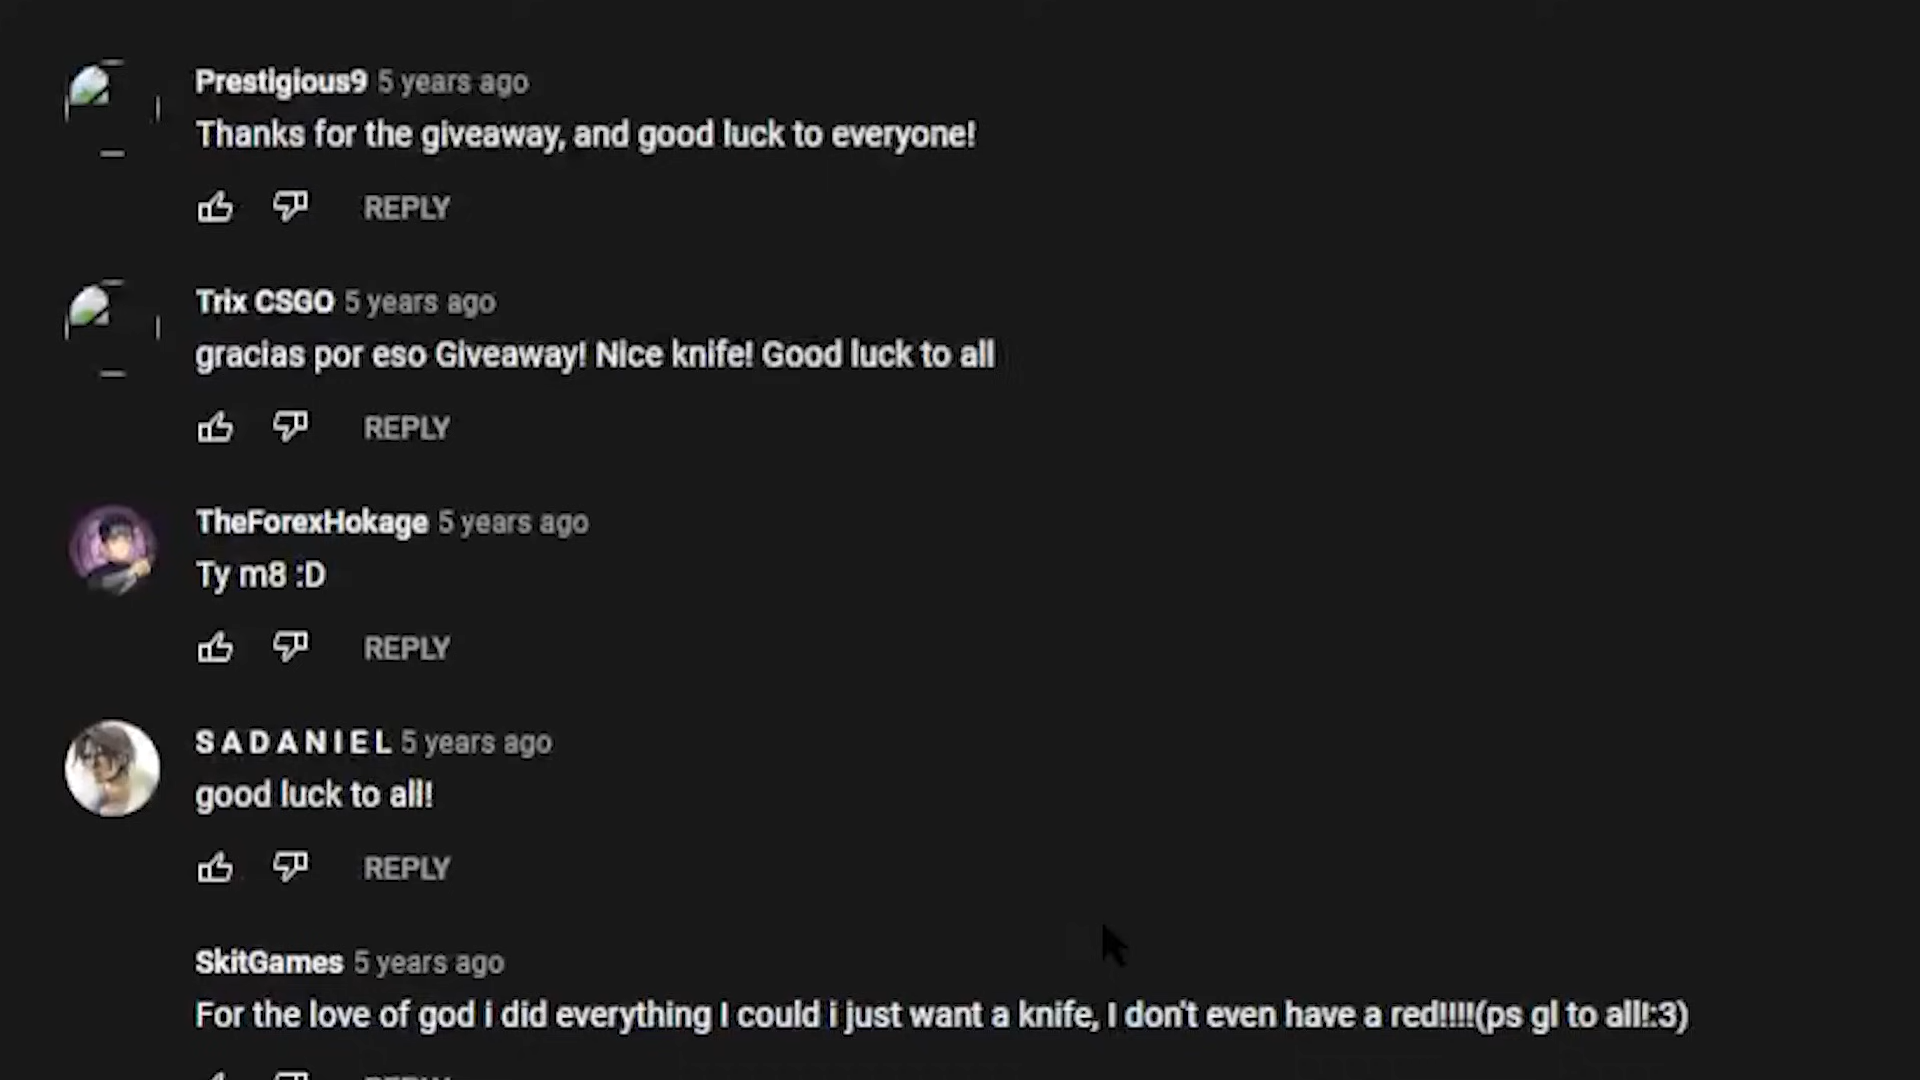 Prestigious9 5 years ago
Thanks for the giveaway, and good luck to everyone!
REPLY
Trix CSGO 5 years ago
gracias por eso Giveaway! Nice knife! Good luck to all
REPLY
TheForexHokage 5 years ago
Ty m8 :D
REPLY
S A D A N I E L 5 years ago
good luck to all!
REPLY
SkitGames 5 years ago
For the love of god i did everything I could i just want a knife, I don't even have a red!!!!(ps gl to all!:3)
REPLY